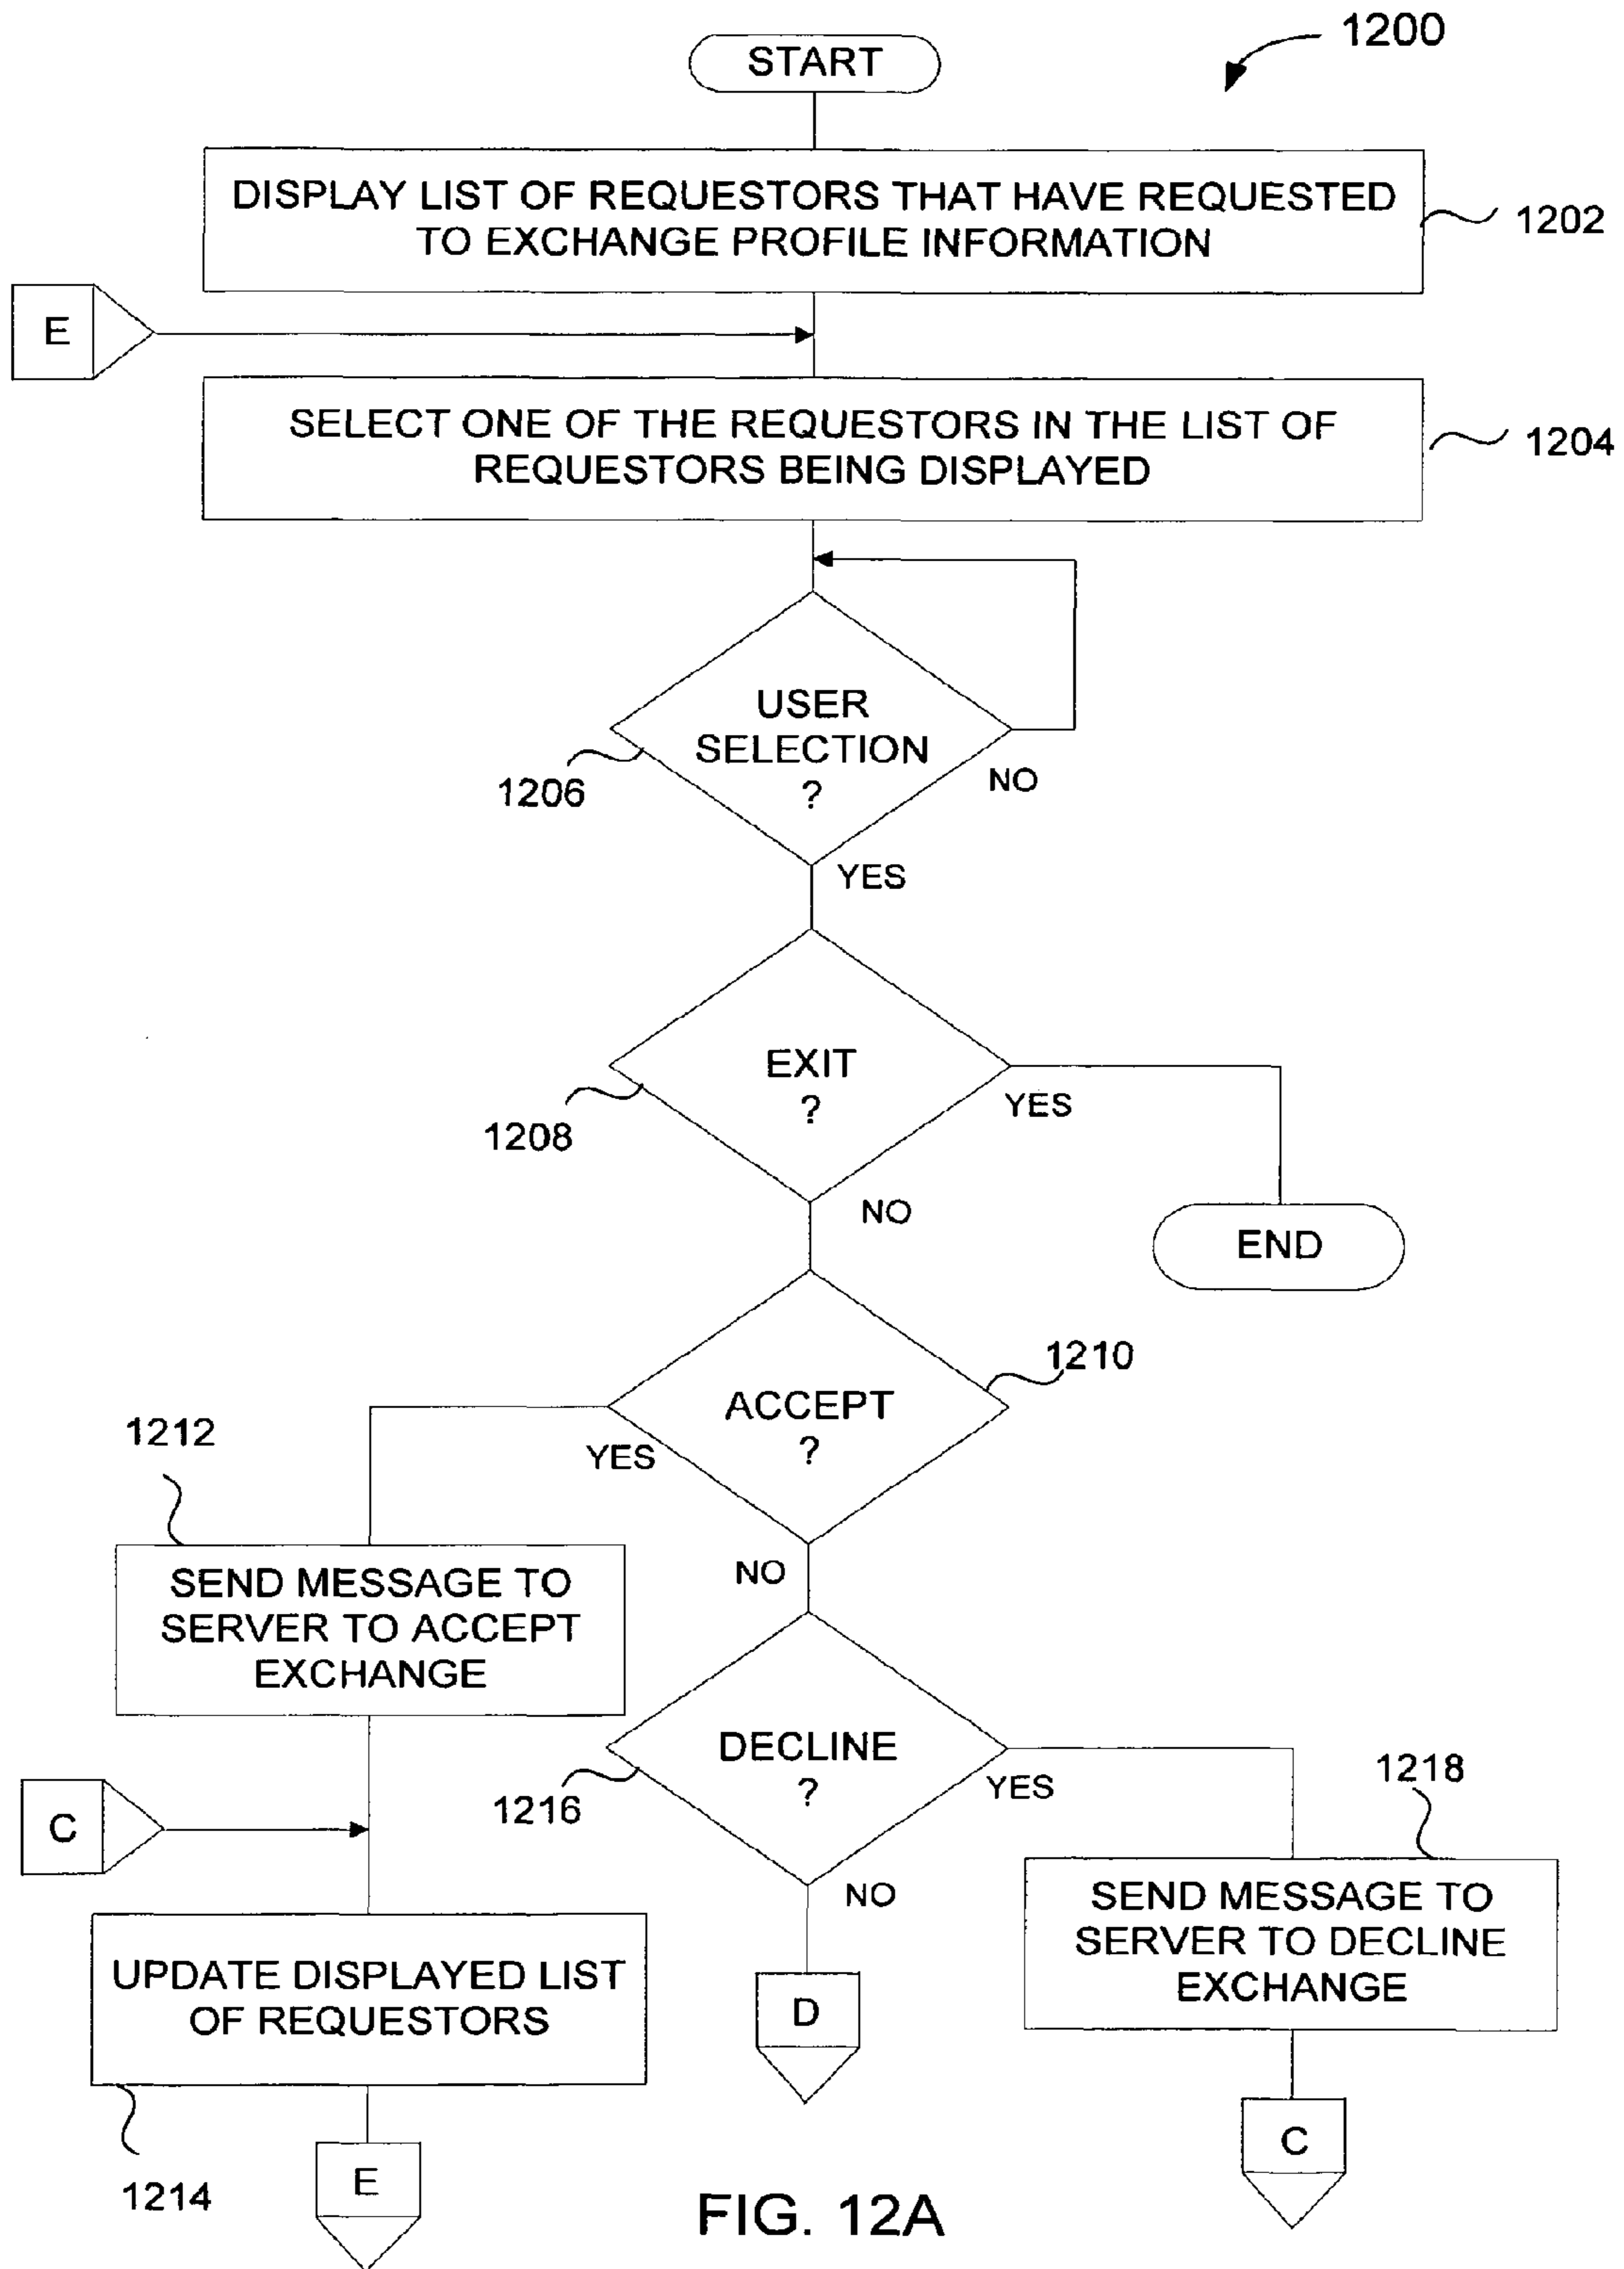 1200
START
DISPLAY LIST OF REQUESTORS THAT HAVE REQUESTED
TO EXCHANGE PROFILE INFORMATION
1202
E
SELECT ONE OF THE REQUESTORS IN THE LIST OF
REQUESTORS BEING DISPLAYED
1204
USER
SELECTION
?
1206
NO
YES
EXIT
?
1208
YES
NO
END
ACCEPT
?
1210
YES
NO
1212
SEND MESSAGE TO
SERVER TO ACCEPT
EXCHANGE
DECLINE
?
1216
YES
NO
1218
SEND MESSAGE TO
SERVER TO DECLINE
EXCHANGE
C
UPDATE DISPLAYED LIST
OF REQUESTORS
1214
D
C
E
FIG. 12A